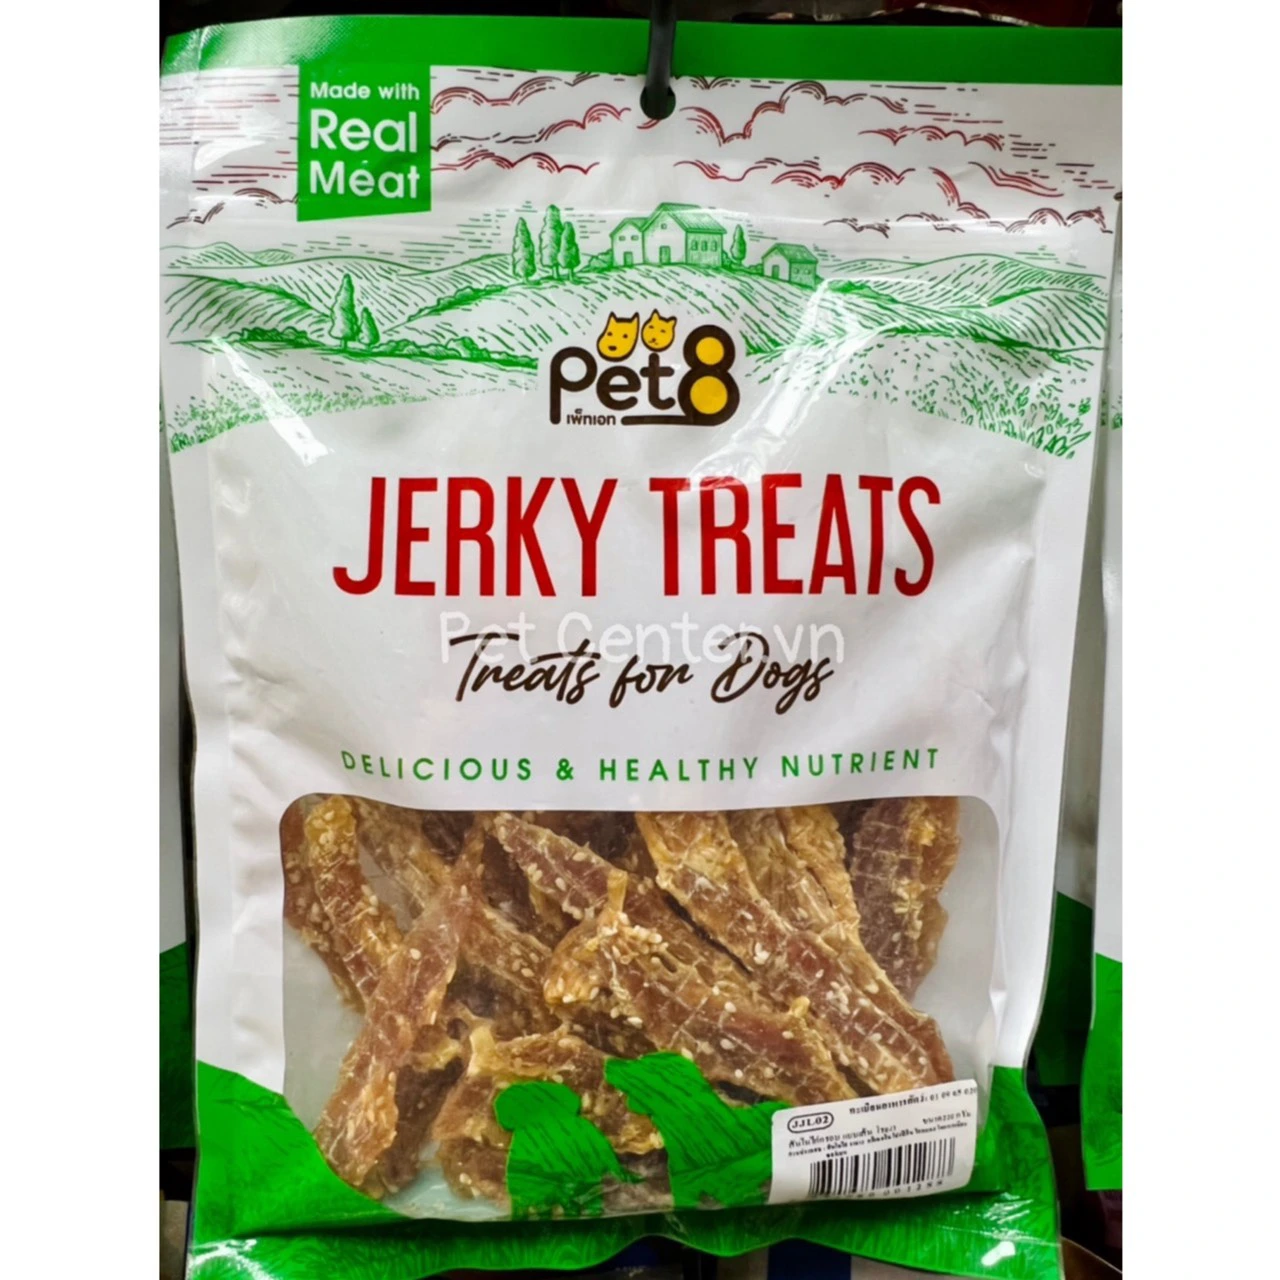 Made with
Real
Meat
Pet8
เพ็ทเอท
JERKY TREATS
Pet Center.vn
Treats for Dogs
DELICIOUS & HEALTHY NUTRIENT
JJL02